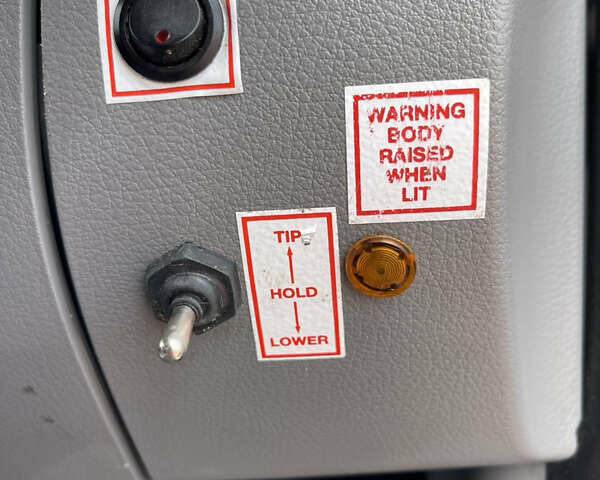 WARNING
BODY
RAISED
WHEN
LIT
TIP
HOLD
LOWER